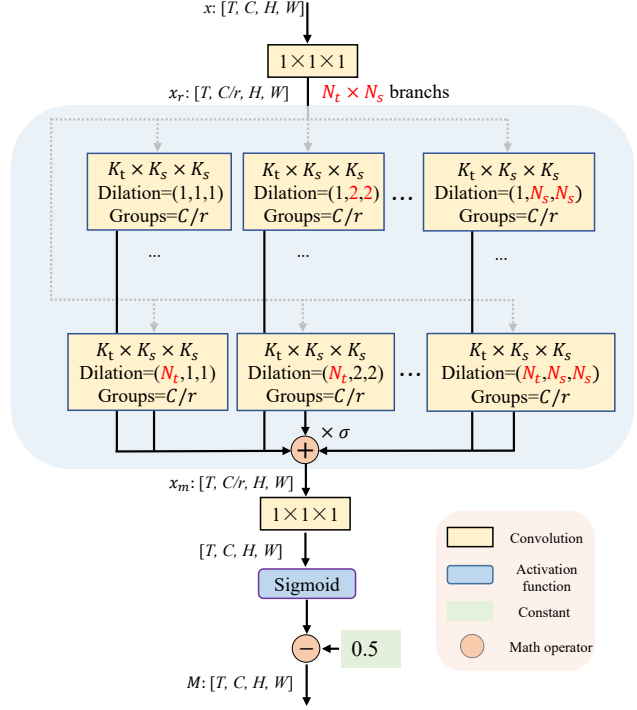 x: [T, C, H, W]
1×1×1
x_r: [T, C/r, H, W]
N_t × N_s branchs
K_t × K_s × K_s
Dilation=(1,1,1)
Groups=C/r
K_t × K_s × K_s
Dilation=(1,2,2)
Groups=C/r
...
K_t × K_s × K_s
Dilation=(1,N_s,N_s)
Groups=C/r
...
...
...
K_t × K_s × K_s
Dilation=(N_t,1,1)
Groups=C/r
K_t × K_s × K_s
Dilation=(N_t,2,2)
Groups=C/r
...
K_t × K_s × K_s
Dilation=(N_t,N_s,N_s)
Groups=C/r
+
× σ
x_m: [T, C/r, H, W]
1×1×1
[T, C, H, W]
Sigmoid
−
0.5
M: [T, C, H, W]
Convolution
Activation
function
Constant
Math operator